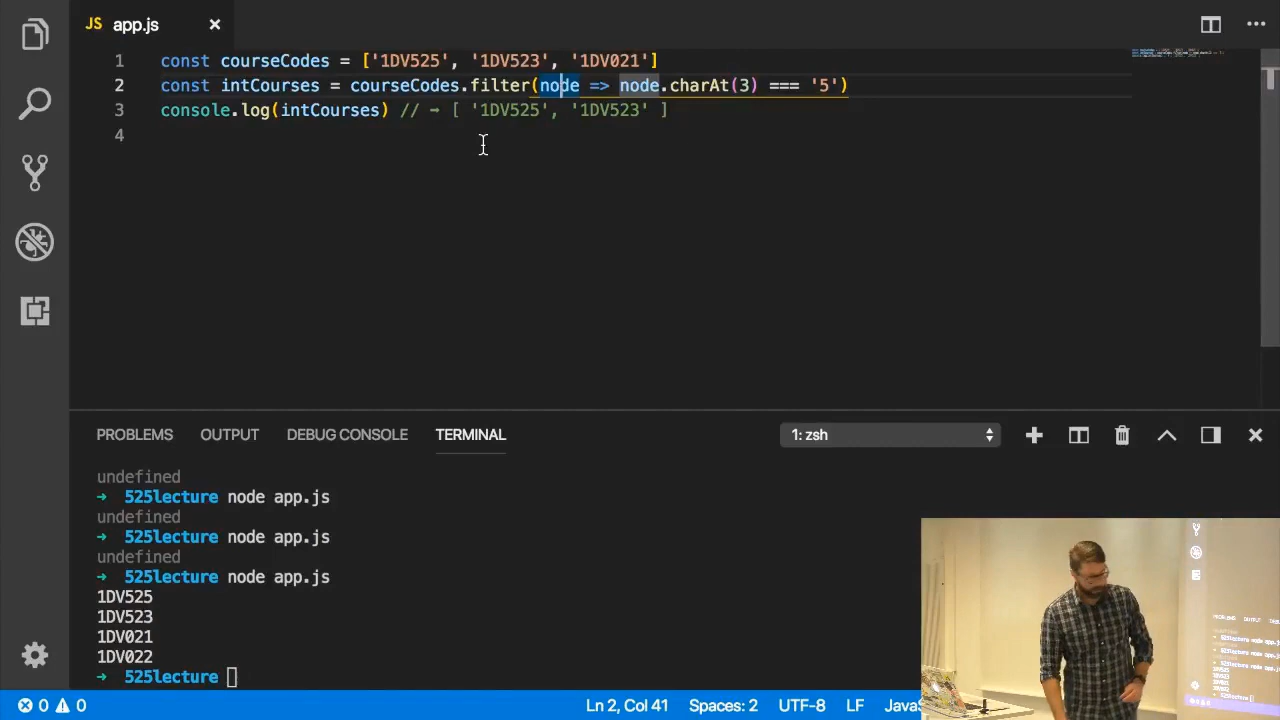 JS app.js
1 const courseCodes = ['1DV525', '1DV523', '1DV021']
2 const intCourses = courseCodes.filter(node => node.charAt(3) === '5')
3 console.log(intCourses) // → [ '1DV525', '1DV523' ]
4
PROBLEMS OUTPUT DEBUG CONSOLE TERMINAL 1: zsh
undefined
→ 525lecture node app.js
undefined
→ 525lecture node app.js
undefined
→ 525lecture node app.js
1DV525
1DV523
1DV021
1DV022
→ 525lecture
0 0 Ln 2, Col 41 Spaces: 2 UTF-8 LF JavaS